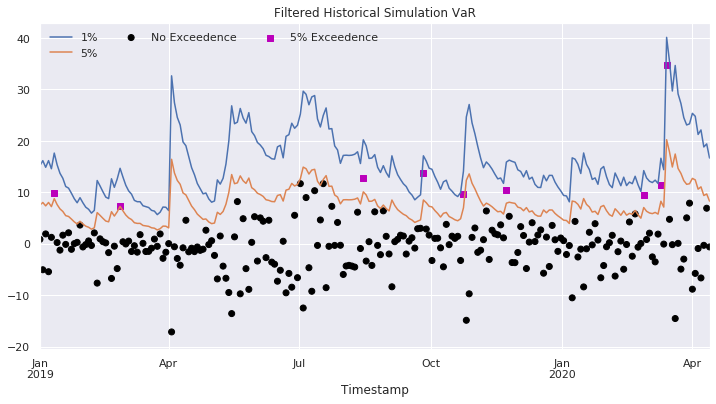 Filtered Historical Simulation VaR
1% No Exceedence 5% Exceedence
5%
40
30
20
10
0
−10
−20
Jan Apr Jul Oct Jan Apr
2019 2020
Timestamp